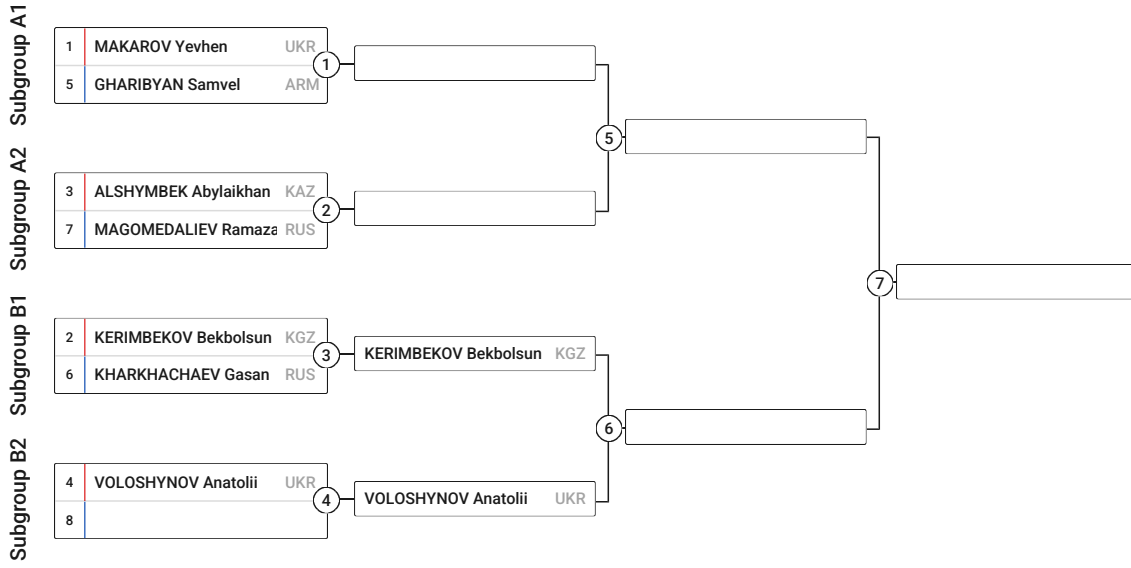 Subgroup A1
1 MAKAROV Yevhen UKR
5 GHARIBYAN Samvel ARM
1
Subgroup A2
3 ALSHYMBEK Abylaikhan KAZ
7 MAGOMEDALIEV Ramaza RUS
2
5
Subgroup B1
2 KERIMBEKOV Bekbolsun KGZ
6 KHARKHACHAEV Gasan RUS
3
KERIMBEKOV Bekbolsun KGZ
Subgroup B2
4 VOLOSHYNOV Anatolii UKR
8
4
VOLOSHYNOV Anatolii UKR
6
7